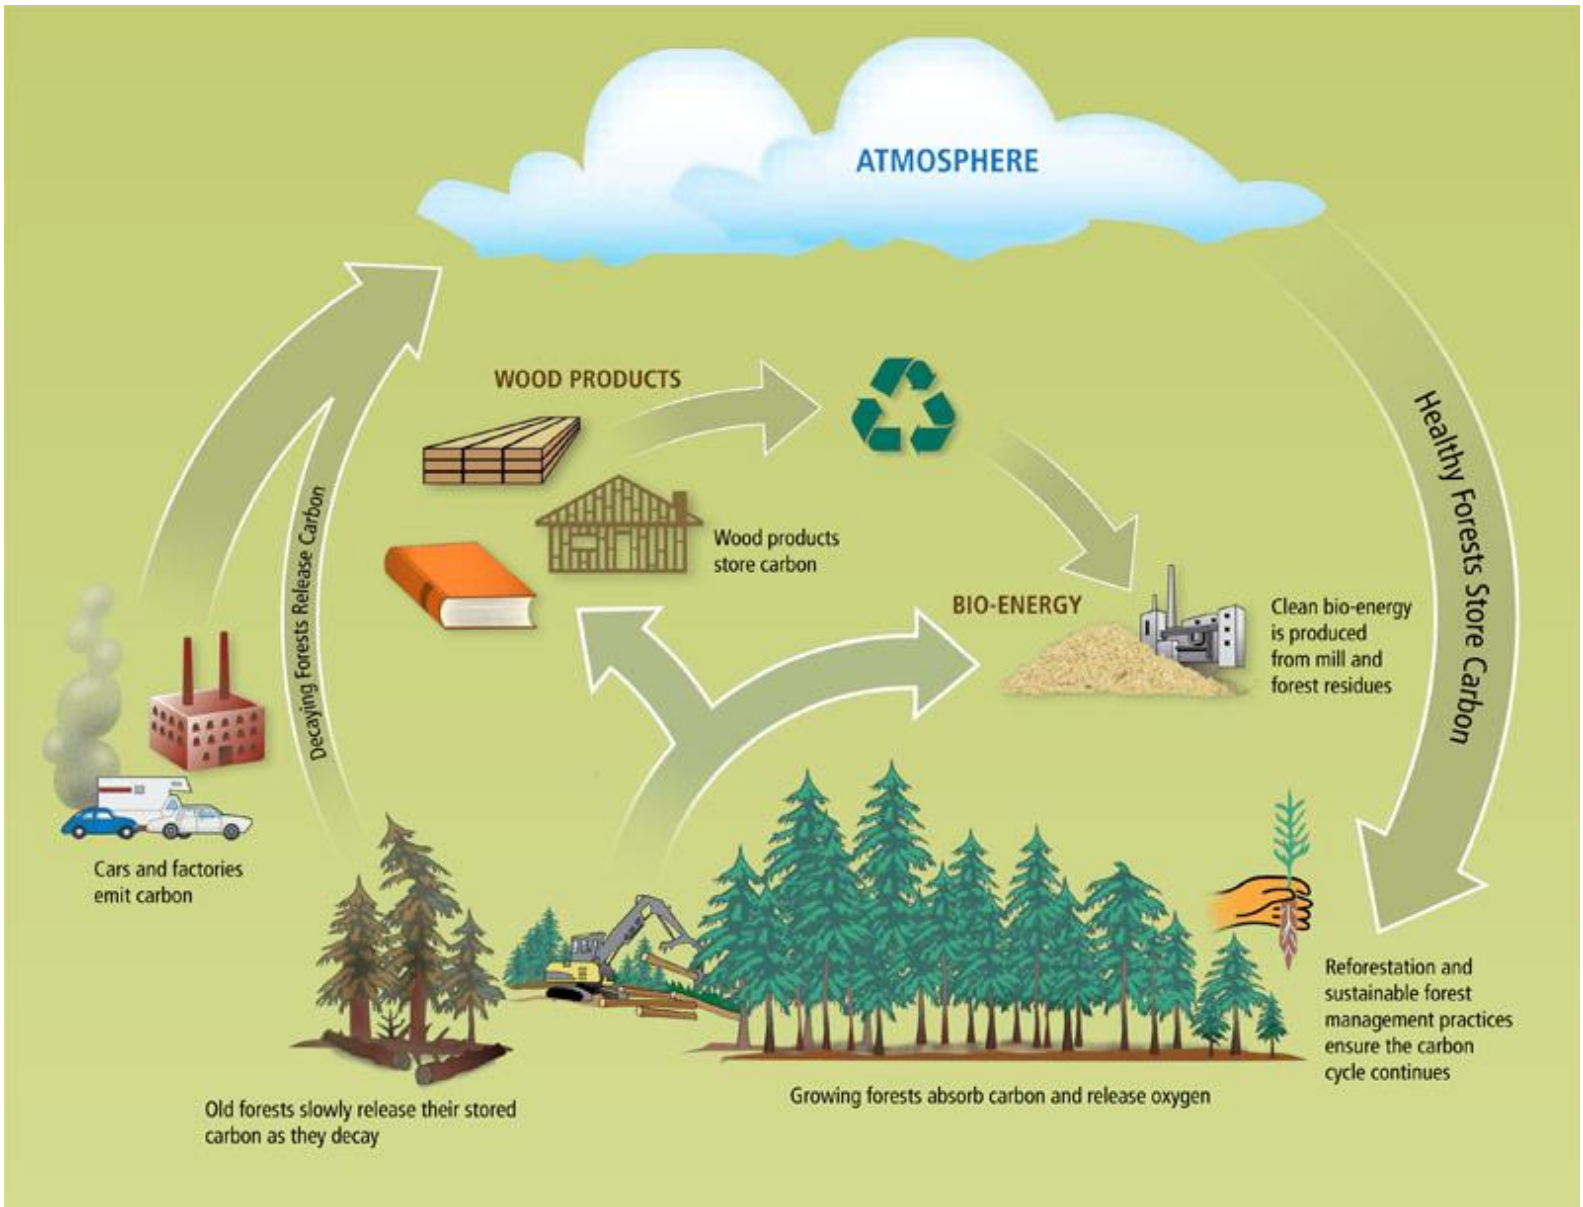 ATMOSPHERE
WOOD PRODUCTS
Wood products
store carbon
BIO-ENERGY
Clean bio-energy
is produced
from mill and
forest residues
Healthy Forests Store Carbon
Decaying Forests Release Carbon
Cars and factories
emit carbon
Reforestation and
sustainable forest
management practices
ensure the carbon
cycle continues
Growing forests absorb carbon and release oxygen
Old forests slowly release their stored
carbon as they decay